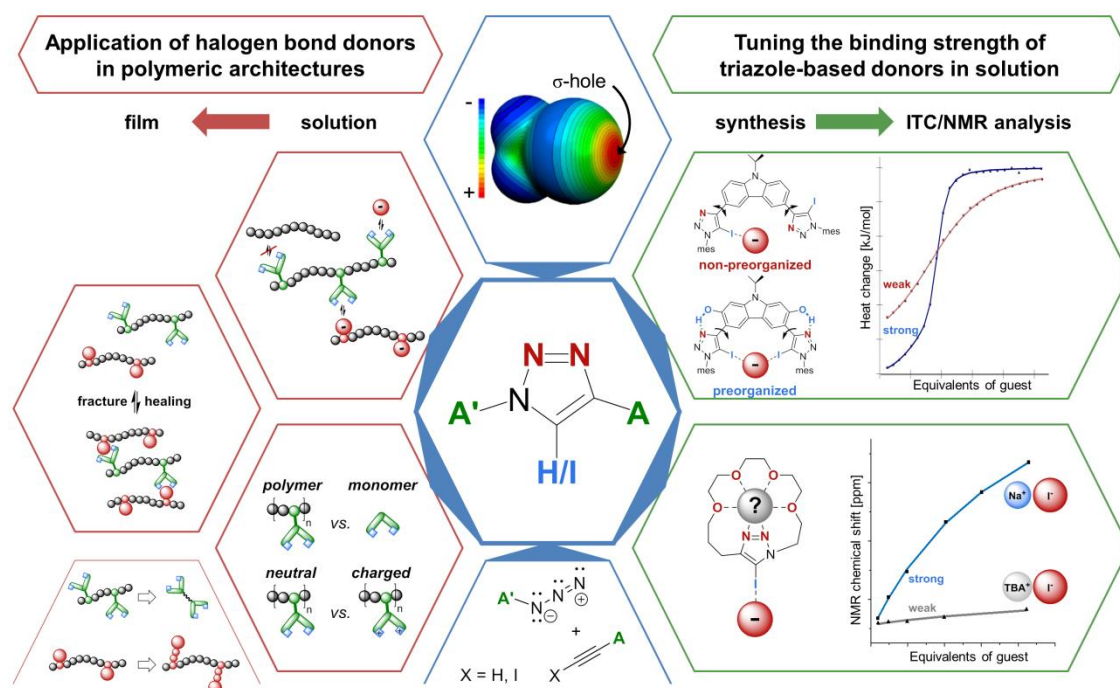 Application of halogen bond donors
in polymeric architectures
film
solution
σ-hole
-
+
Tuning the binding strength of
triazole-based donors in solution
synthesis
ITC/NMR analysis
-
-
-
fracture
healing
polymer
monomer
n
vs.
neutral
charged
n
n
vs.
+
+
N
N
A'
N
A
H/I
A'
N
N
N
⊖
⊕
+
A
X
X = H, I
N
I
N
N
N
N
N
I
mes
mes
-
non-preorganized
N
O
O
H
H
N
N
N
N
N
N
I
I
mes
mes
-
preorganized
Heat change [kJ/mol]
weak
strong
Equivalents of guest
O
O
O
O
?
N
N
N
I
-
NMR chemical shift [ppm]
Na⁺
I⁻
strong
TBA⁺
I⁻
weak
Equivalents of guest